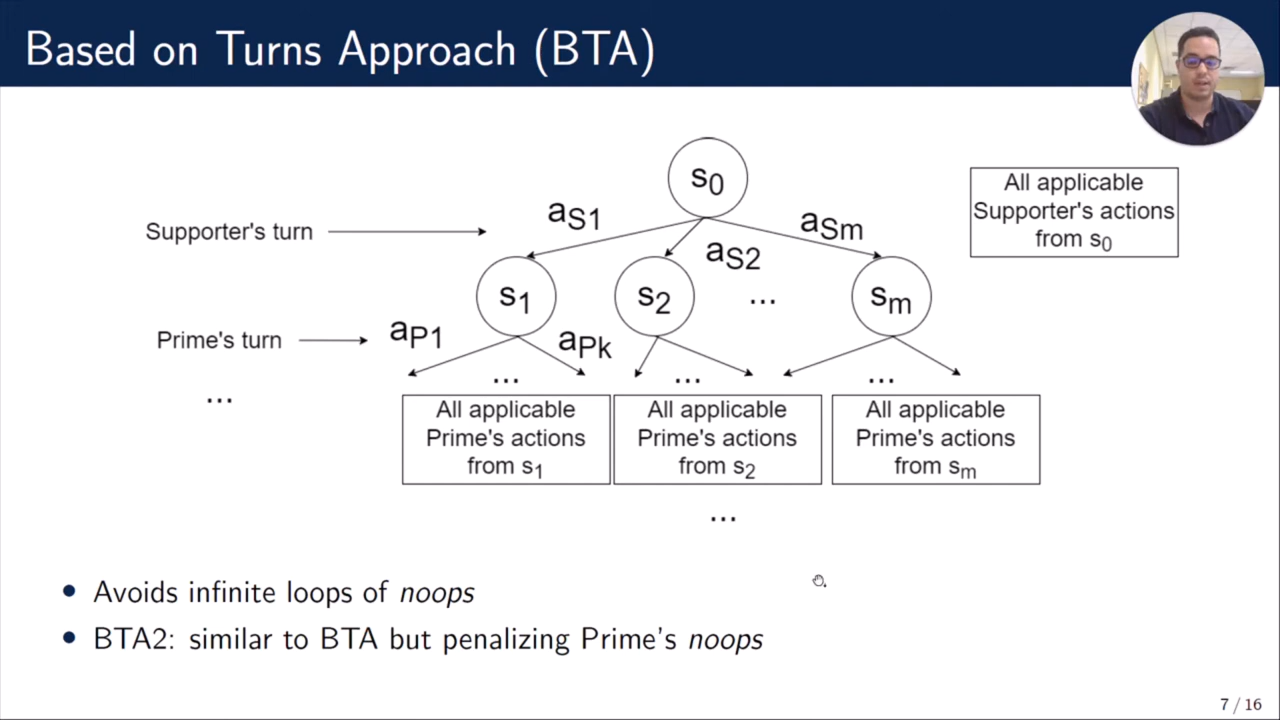 Based on Turns Approach (BTA)
s0
All applicable
Supporter's actions
from s0
aS1
aSm
Supporter's turn
aS2
s1
s2
...
sm
Prime's turn
aP1
aPk
...
...
...
...
All applicable
Prime's actions
from s1
All applicable
Prime's actions
from s2
All applicable
Prime's actions
from sm
...
• Avoids infinite loops of noops
• BTA2: similar to BTA but penalizing Prime's noops
7 / 16